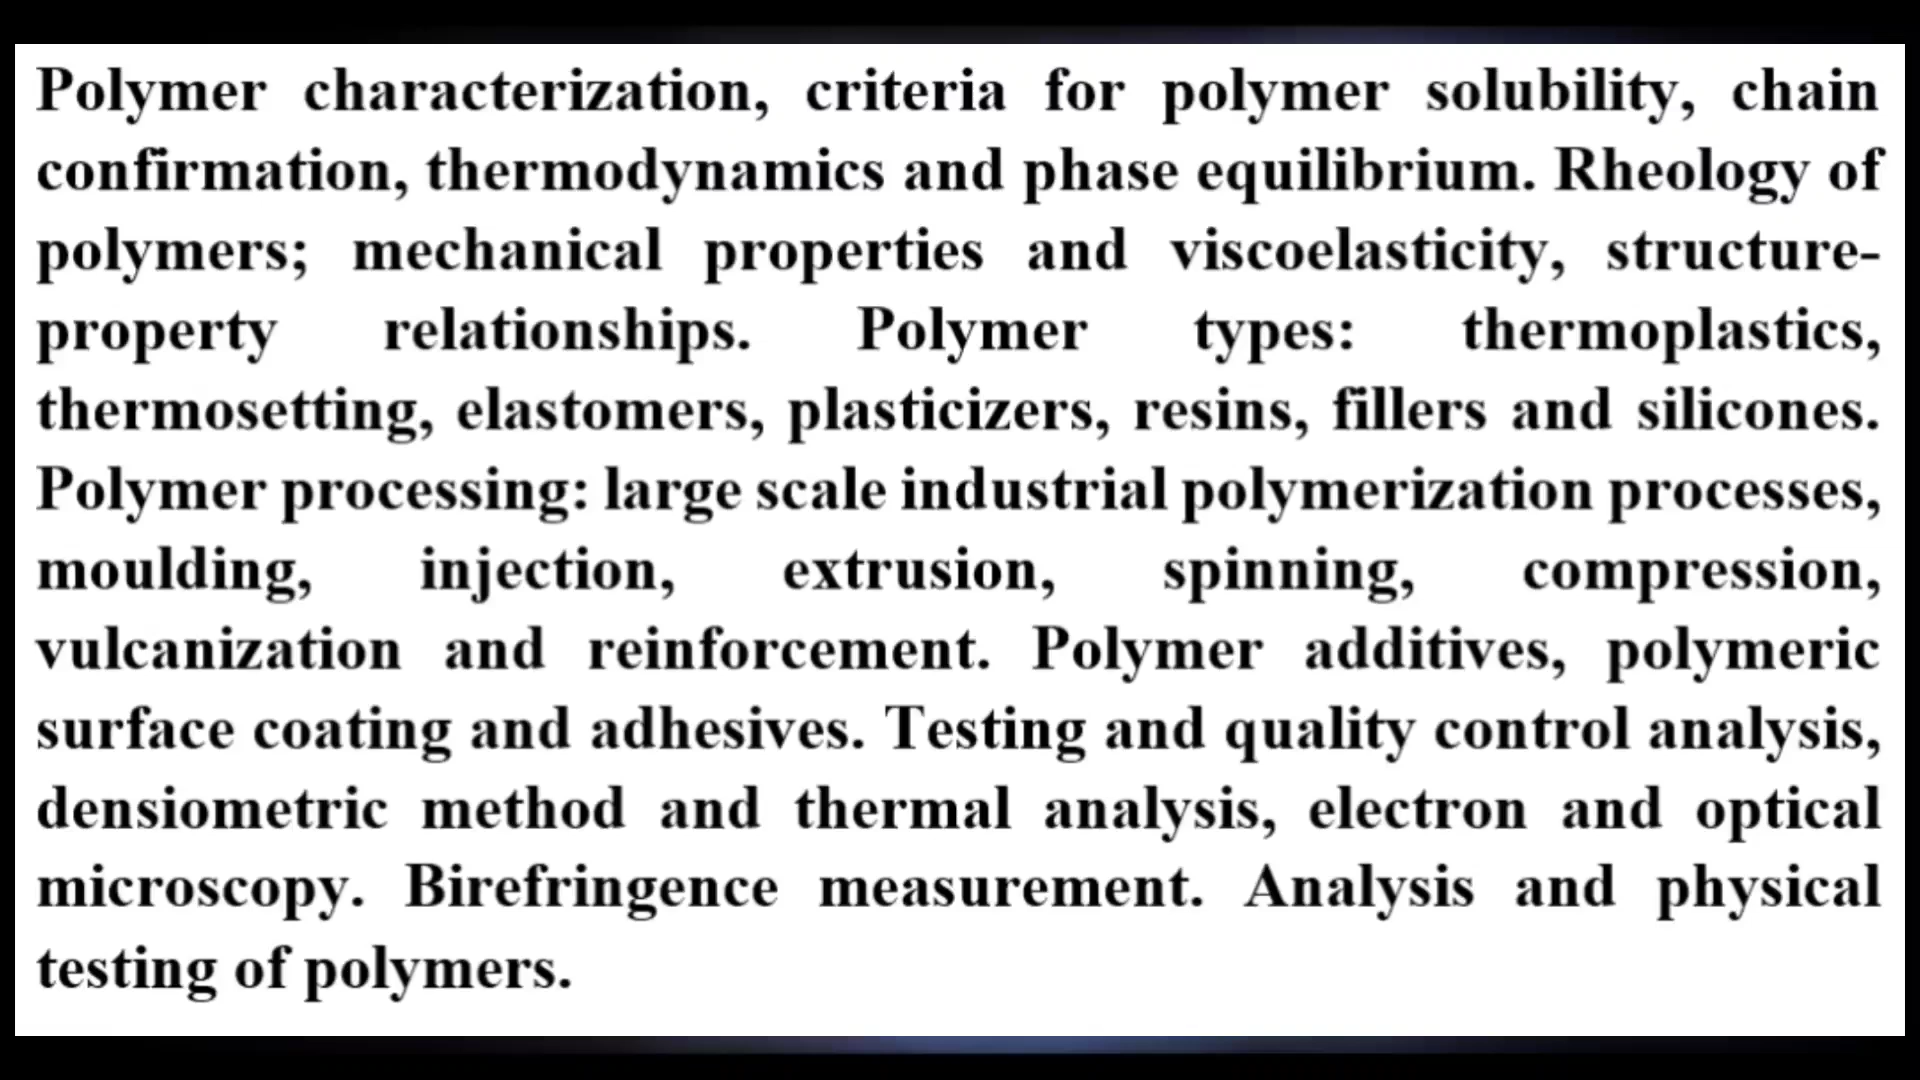 Polymer characterization, criteria for polymer solubility, chain
confirmation, thermodynamics and phase equilibrium. Rheology of
polymers; mechanical properties and viscoelasticity, structure-
property relationships. Polymer types: thermoplastics,
thermosetting, elastomers, plasticizers, resins, fillers and silicones.
Polymer processing: large scale industrial polymerization processes,
moulding, injection, extrusion, spinning, compression,
vulcanization and reinforcement. Polymer additives, polymeric
surface coating and adhesives. Testing and quality control analysis,
densiometric method and thermal analysis, electron and optical
microscopy. Birefringence measurement. Analysis and physical
testing of polymers.